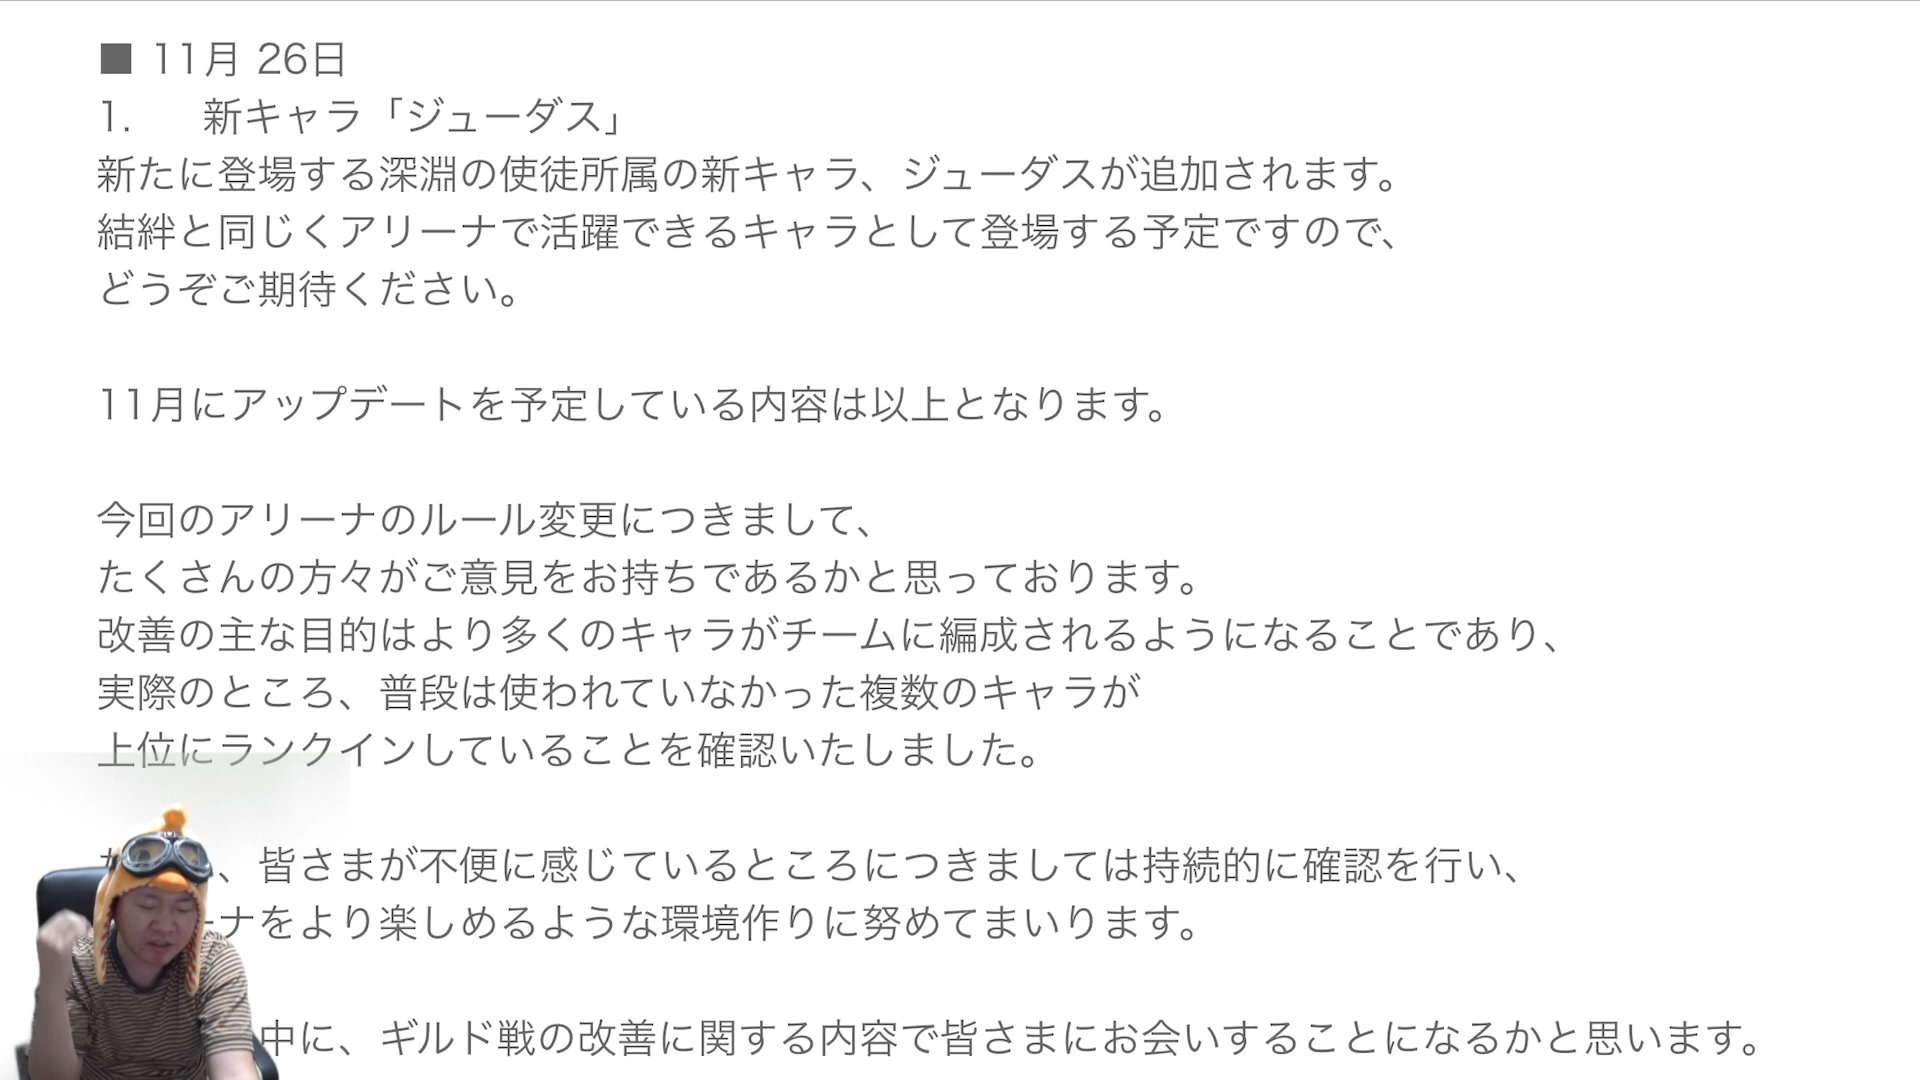 ■ 11月 26日
1. 新キャラ「ジューダス」
新たに登場する深淵の使徒所属の新キャラ、ジューダスが追加されます。
結絆と同じくアリーナで活躍できるキャラとして登場する予定ですので、
どうぞご期待ください。
11月にアップデートを予定している内容は以上となります。
今回のアリーナのルール変更につきまして、
たくさんの方々がご意見をお持ちであるかと思っております。
改善の主な目的はより多くのキャラがチームに編成されるようになることであり、
実際のところ、普段は使われていなかった複数のキャラが
上位にランクインしていることを確認いたしました。
、皆さまが不便に感じているところにつきましては持続的に確認を行い、
ナをより楽しめるような環境作りに努めてまいります。
中に、ギルド戦の改善に関する内容で皆さまにお会いすることになるかと思います。